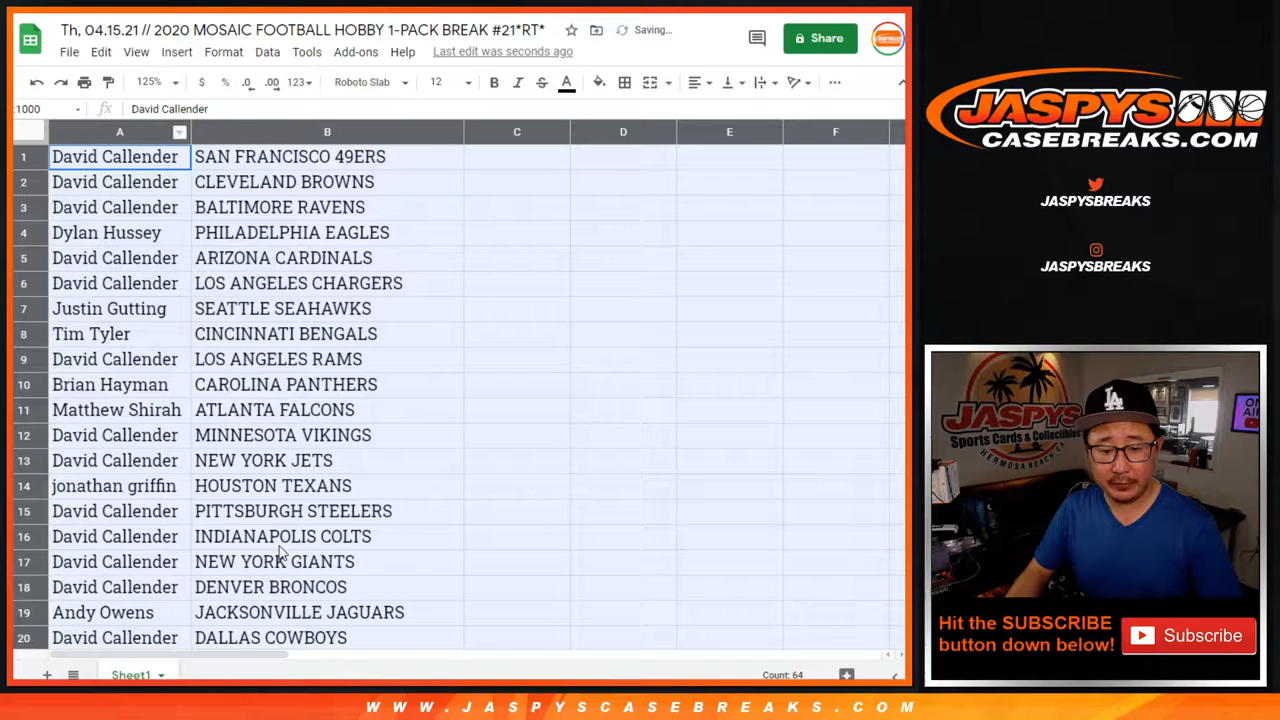 Th, 04.15.21 // 2020 MOSAIC FOOTBALL HOBBY 1-PACK BREAK #21*RT*
Saving...
File Edit View Insert Format Data Tools Add-ons Help Last edit was seconds ago
Share
125% $ % .0 .00 123 Roboto Slab 12 B I S A
:1000 fx David Callender
A B C D E F
1 David Callender SAN FRANCISCO 49ERS
2 David Callender CLEVELAND BROWNS
3 David Callender BALTIMORE RAVENS
4 Dylan Hussey PHILADELPHIA EAGLES
5 David Callender ARIZONA CARDINALS
6 David Callender LOS ANGELES CHARGERS
7 Justin Gutting SEATTLE SEAHAWKS
8 Tim Tyler CINCINNATI BENGALS
9 David Callender LOS ANGELES RAMS
10 Brian Hayman CAROLINA PANTHERS
11 Matthew Shirah ATLANTA FALCONS
12 David Callender MINNESOTA VIKINGS
13 David Callender NEW YORK JETS
14 jonathan griffin HOUSTON TEXANS
15 David Callender PITTSBURGH STEELERS
16 David Callender INDIANAPOLIS COLTS
17 David Callender NEW YORK GIANTS
18 David Callender DENVER BRONCOS
19 Andy Owens JACKSONVILLE JAGUARS
20 David Callender DALLAS COWBOYS
Sheet1
Count: 64
JASPYS
CASEBREAKS.COM
JASPYSBREAKS
JASPYSBREAKS
JASPYS
Sports Cards & Collectibles
HERMOSA BEACH, CA
LA
ON
AIR
Hit the SUBSCRIBE
button down below!
Subscribe
WWW.JASPYSCASEBREAKS.COM